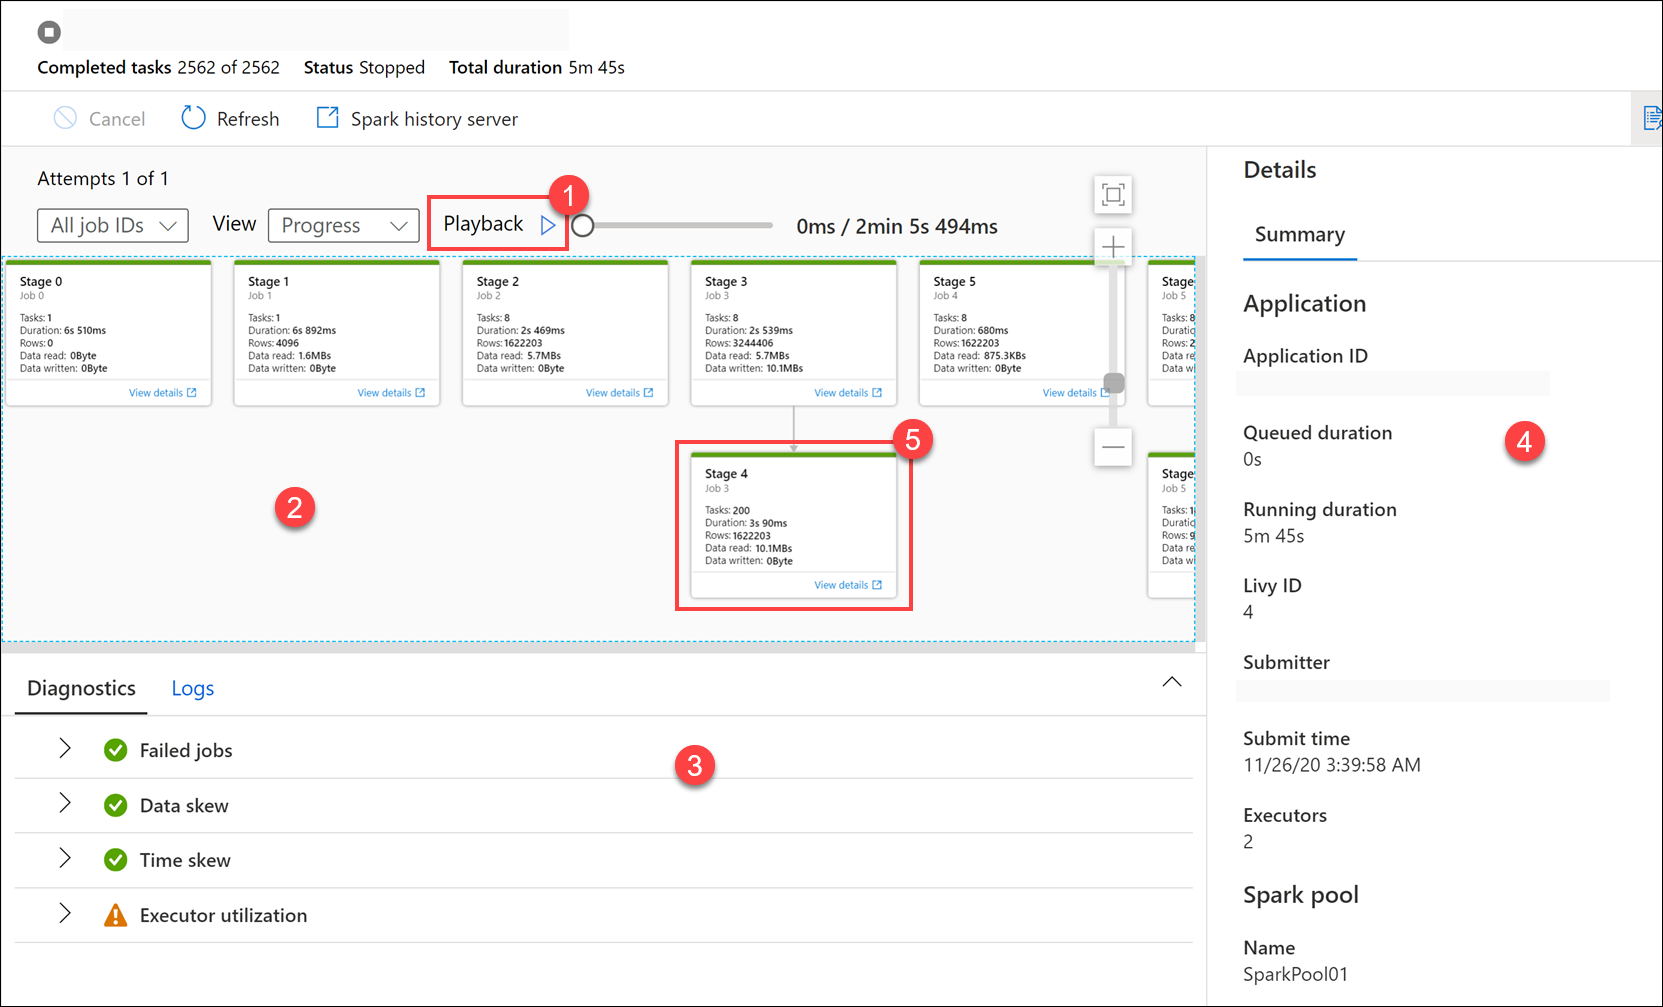 Completed tasks 2562 of 2562 Status Stopped Total duration 5m 45s
Cancel Refresh Spark history server
Attempts 1 of 1
All job IDs View Progress Playback 1 0ms / 2min 5s 494ms
Stage 0
Job 0
Tasks: 1
Duration: 6s 510ms
Rows: 0
Data read: 0Byte
Data written: 0Byte
View details
Stage 1
Job 1
Tasks: 1
Duration: 6s 892ms
Rows: 4096
Data read: 1.6MBs
Data written: 0Byte
View details
Stage 2
Job 2
Tasks: 8
Duration: 2s 469ms
Rows: 1622203
Data read: 5.7MBs
Data written: 0Byte
View details
Stage 3
Job 3
Tasks: 8
Duration: 2s 539ms
Rows: 3244406
Data read: 5.7MBs
Data written: 10.1MBs
View details
Stage 5
Job 4
Tasks: 8
Duration: 680ms
Rows: 1622203
Data read: 875.3KBs
Data written: 0Byte
View details
Stage
Job 5
Tasks: 8
Rows: 2
Data
Data
2
5
Stage 4
Job 3
Tasks: 200
Duration: 3s 90ms
Rows: 1622203
Data read: 10.1MBs
Data written: 0Byte
View details
Stage
Job 5
Tasks: 1
Rows: 9
Data
Data
Diagnostics Logs
Failed jobs
3
Data skew
Time skew
Executor utilization
Details
Summary
Application
Application ID
Queued duration
0s
4
Running duration
5m 45s
Livy ID
4
Submitter
Submit time
11/26/20 3:39:58 AM
Executors
2
Spark pool
Name
SparkPool01